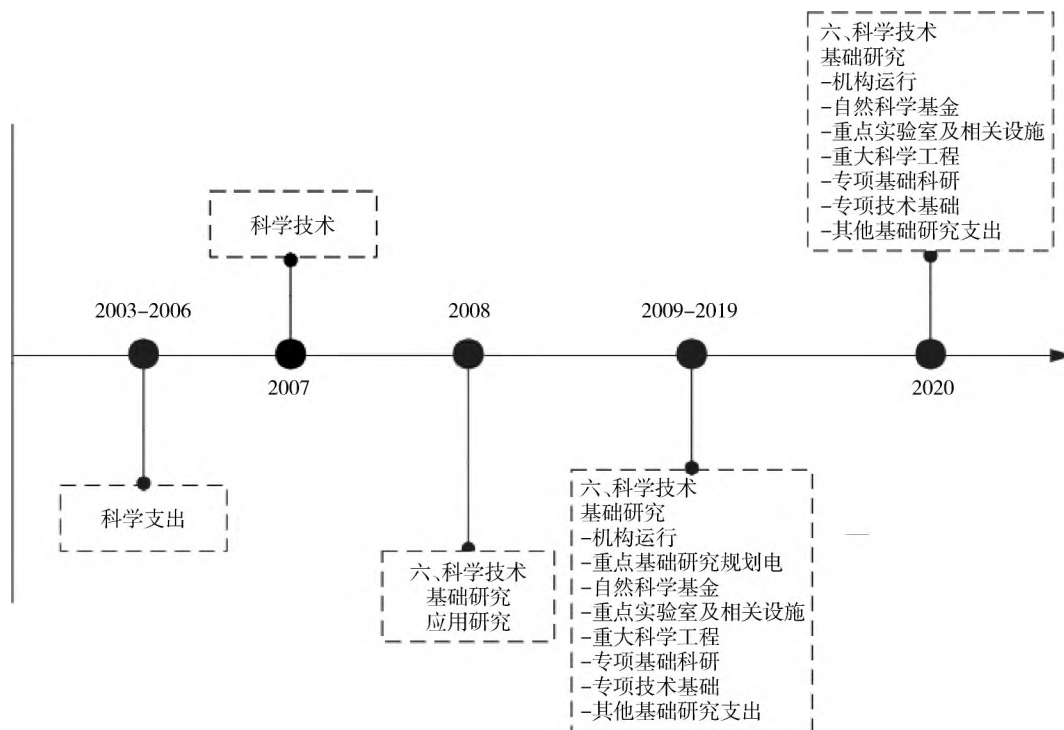 六、科学技术
基础研究
-机构运行
-自然科学基金
-重点实验室及相关设施
-重大科学工程
-专项基础科研
-专项技术基础
-其他基础研究支出
科学技术
2003-2006
2008
2009-2019
2007
2020
科学支出
六、科学技术
基础研究
应用研究
六、科学技术
基础研究
-机构运行
-重点基础研究规划电
-自然科学基金
-重点实验室及相关设施
-重大科学工程
-专项基础科研
-专项技术基础
-其他基础研究支出